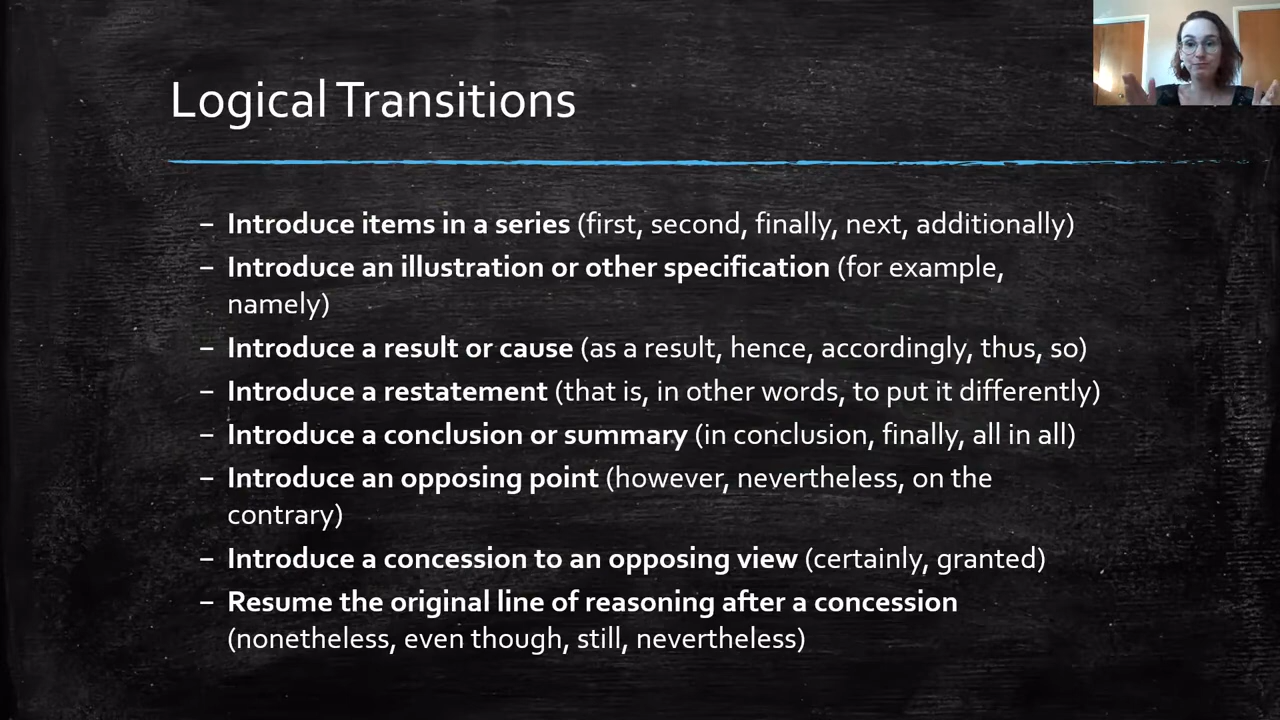 Logical Transitions
– Introduce items in a series (first, second, finally, next, additionally)
– Introduce an illustration or other specification (for example,
namely)
– Introduce a result or cause (as a result, hence, accordingly, thus, so)
– Introduce a restatement (that is, in other words, to put it differently)
– Introduce a conclusion or summary (in conclusion, finally, all in all)
– Introduce an opposing point (however, nevertheless, on the
contrary)
– Introduce a concession to an opposing view (certainly, granted)
– Resume the original line of reasoning after a concession
(nonetheless, even though, still, nevertheless)